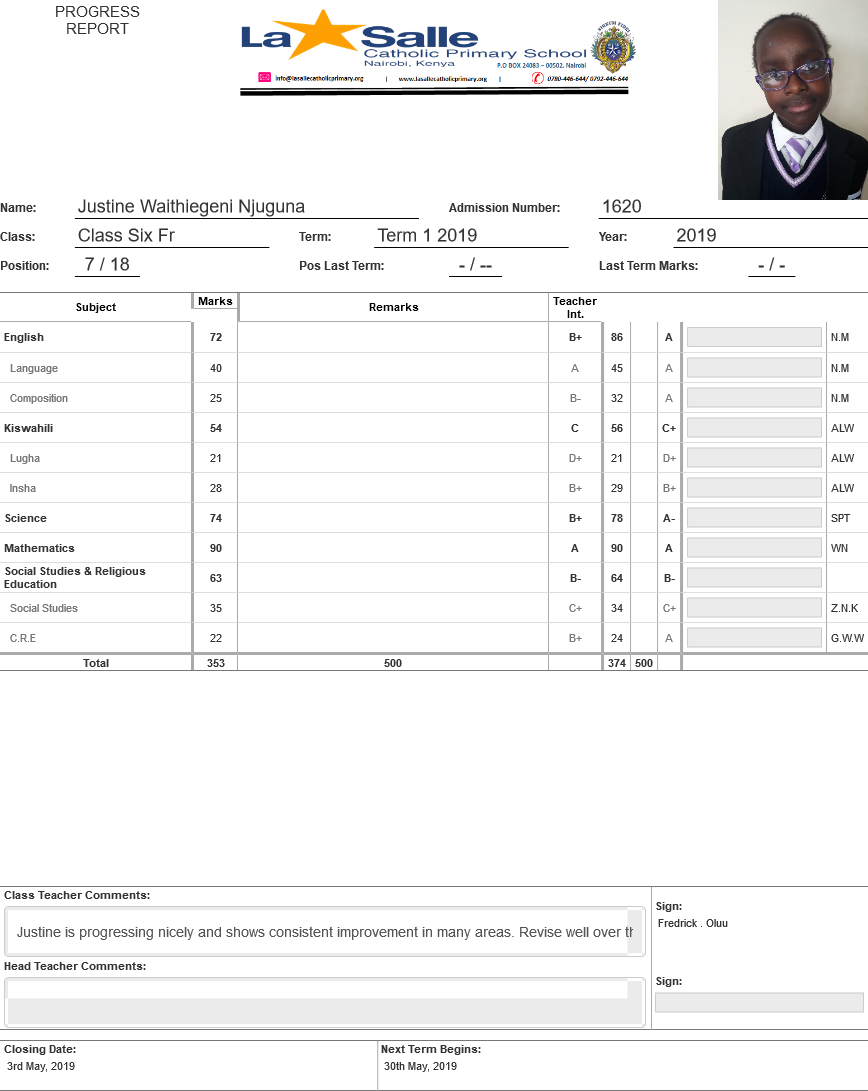 PROGRESS
REPORT
La Salle
Catholic Primary School
Nairobi, Kenya
P.O BOX 24083 – 00502, Nairobi
info@lasallecatholicprimary.org | www.lasallecatholicprimary.org | 0780-446-644/ 0792-446-644
Name: Justine Waithiegeni Njuguna Admission Number: 1620
Class: Class Six Fr Term: Term 1 2019 Year: 2019
Position: 7 / 18 Pos Last Term: - / -- Last Term Marks: - / -
Subject Marks Remarks Teacher Int.
English 72 B+ 86 A N.M
Language 40 A 45 A N.M
Composition 25 B- 32 A N.M
Kiswahili 54 C 56 C+ ALW
Lugha 21 D+ 21 D+ ALW
Insha 28 B+ 29 B+ ALW
Science 74 B+ 78 A- SPT
Mathematics 90 A 90 A WN
Social Studies & Religious
Education 63 B- 64 B-
Social Studies 35 C+ 34 C+ Z.N.K
C.R.E 22 B+ 24 A G.W.W
Total 353 500 374 500
Class Teacher Comments:
Sign:
Justine is progressing nicely and shows consistent improvement in many areas. Revise well over
Fredrick . Oluu
Head Teacher Comments:
Sign:
Closing Date: Next Term Begins:
3rd May, 2019 30th May, 2019